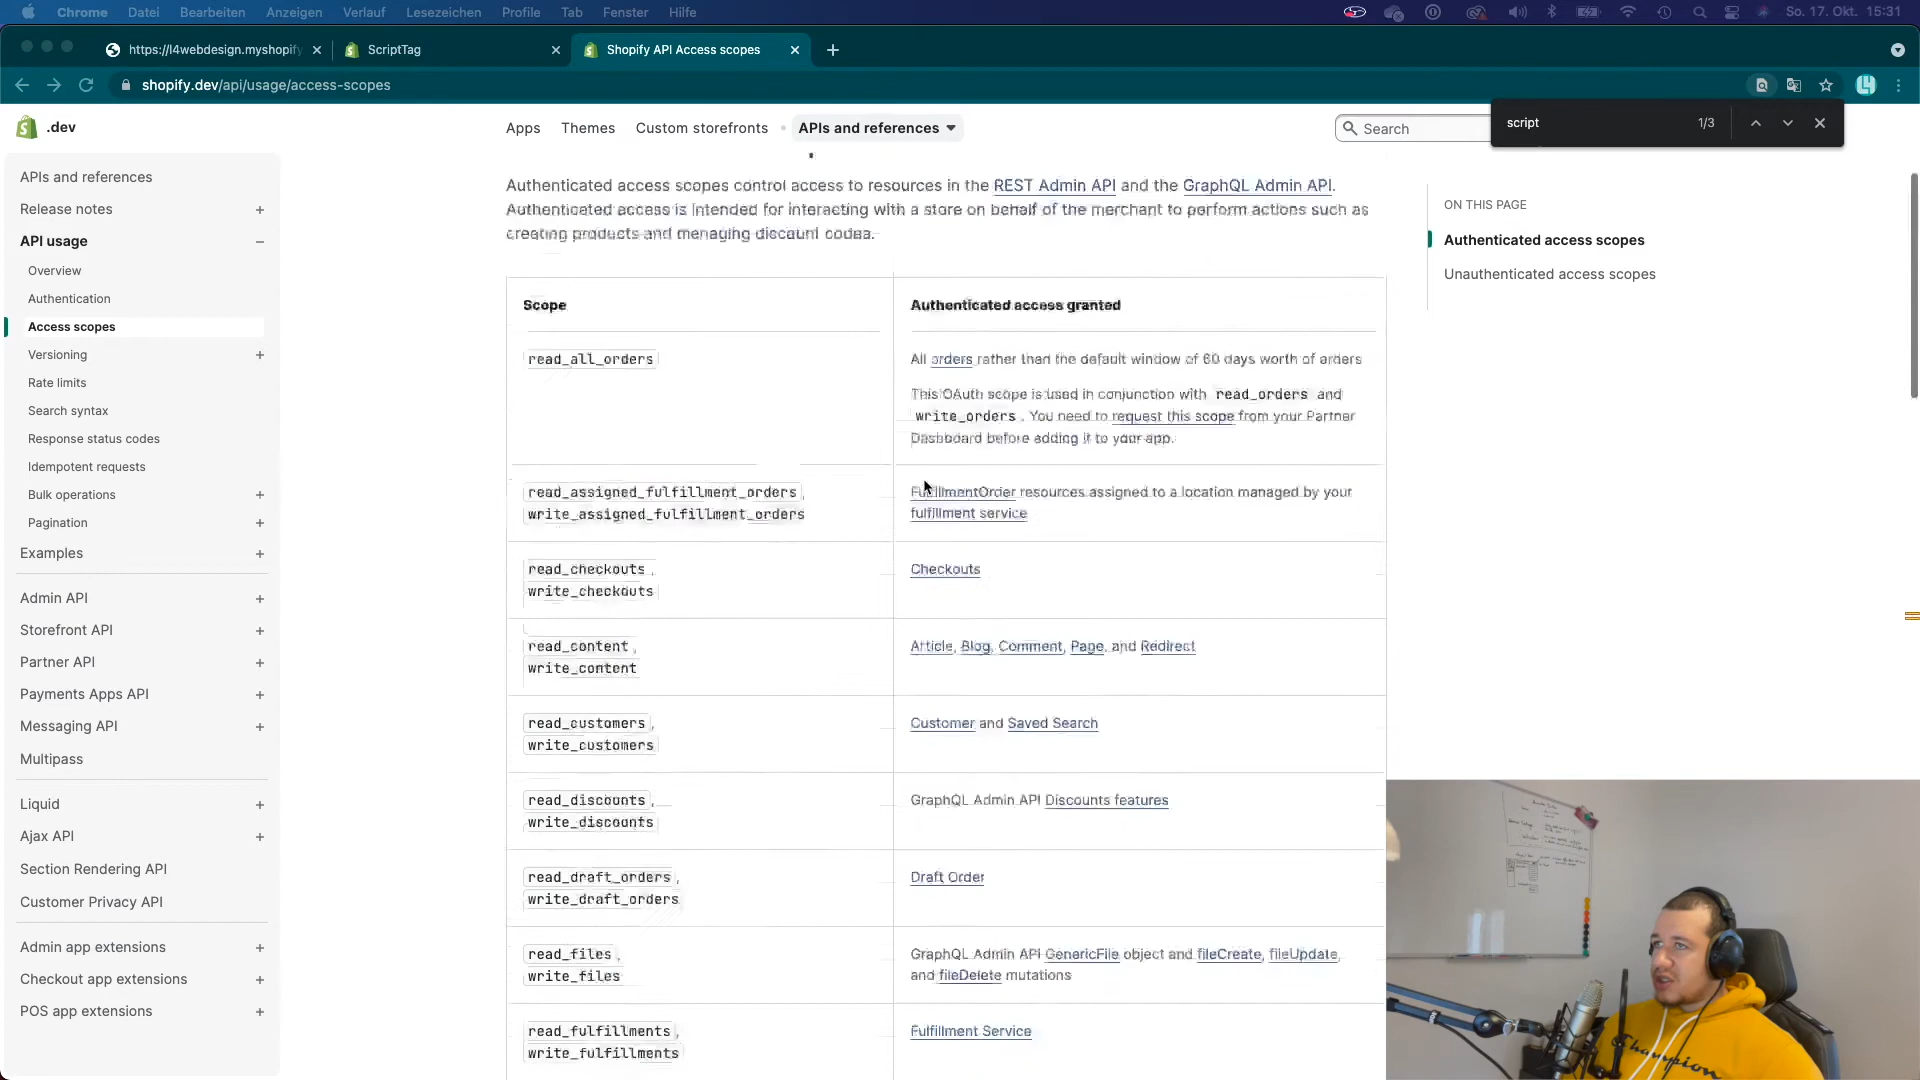 Chrome Datei Bearbeiten Anzeigen Verlauf Lesezeichen Profile Tab Fenster Hilfe So. 17. Okt. 15:31
https://l4webdesign.myshopify
ScriptTag
Shopify API Access scopes
shopify.dev/api/usage/access-scopes
script 1/3
.dev
Apps Themes Custom storefronts APIs and references
Search
APIs and references
Release notes
API usage
Overview
Authentication
Access scopes
Versioning
Rate limits
Search syntax
Response status codes
Idempotent requests
Bulk operations
Pagination
Examples
Admin API
Storefront API
Partner API
Payments Apps API
Messaging API
Multipass
Liquid
Ajax API
Section Rendering API
Customer Privacy API
Admin app extensions
Checkout app extensions
POS app extensions
Authenticated access scopes control access to resources in the REST Admin API and the GraphQL Admin API.
Authenticated access is intended for interacting with a store on behalf of the merchant to perform actions such as
creating products and managing discount codes.
Scope Authenticated access granted
read_all_orders
All orders rather than the default window of 60 days worth of orders
This OAuth scope is used in conjunction with read_orders and
write_orders . You need to request this scope from your Partner
Dashboard before adding it to your app.
read_assigned_fulfillment_orders ,
write_assigned_fulfillment_orders
FulfillmentOrder resources assigned to a location managed by your
fulfillment service
read_checkouts ,
write_checkouts
Checkouts
read_content ,
write_content
Article, Blog, Comment, Page, and Redirect
read_customers ,
write_customers
Customer and Saved Search
read_discounts ,
write_discounts
GraphQL Admin API Discounts features
read_draft_orders ,
write_draft_orders
Draft Order
read_files ,
write_files
GraphQL Admin API GenericFile object and fileCreate, fileUpdate,
and fileDelete mutations
read_fulfillments ,
write_fulfillments
Fulfillment Service
ON THIS PAGE
Authenticated access scopes
Unauthenticated access scopes
Champion